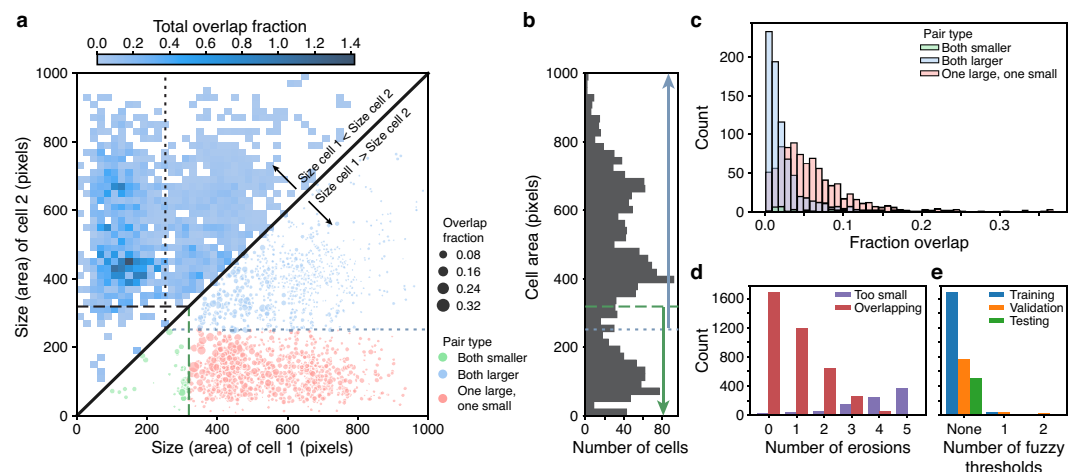 a
Total overlap fraction
0.0 0.2 0.4 0.6 0.8 1.0 1.2 1.4
Size (area) of cell 2 (pixels)
1000
800
600
400
200
0
Size cell 1 < Size cell 2
Size cell 1 > Size cell 2
0 200 400 600 800 1000
Size (area) of cell 1 (pixels)
Overlap
fraction
0.08
0.16
0.24
0.32
Pair type
Both smaller
Both larger
One large,
one small
b
Cell area (pixels)
1000
800
600
400
200
0
0 40 80
Number of cells
c
Count
200
150
100
50
0
Pair type
Both smaller
Both larger
One large, one small
0.0 0.1 0.2 0.3
Fraction overlap
d
Count
1600
1200
800
400
0
Too small
Overlapping
0 1 2 3 4 5
Number of erosions
e
Training
Validation
Testing
None 1 2
Number of fuzzy
thresholds